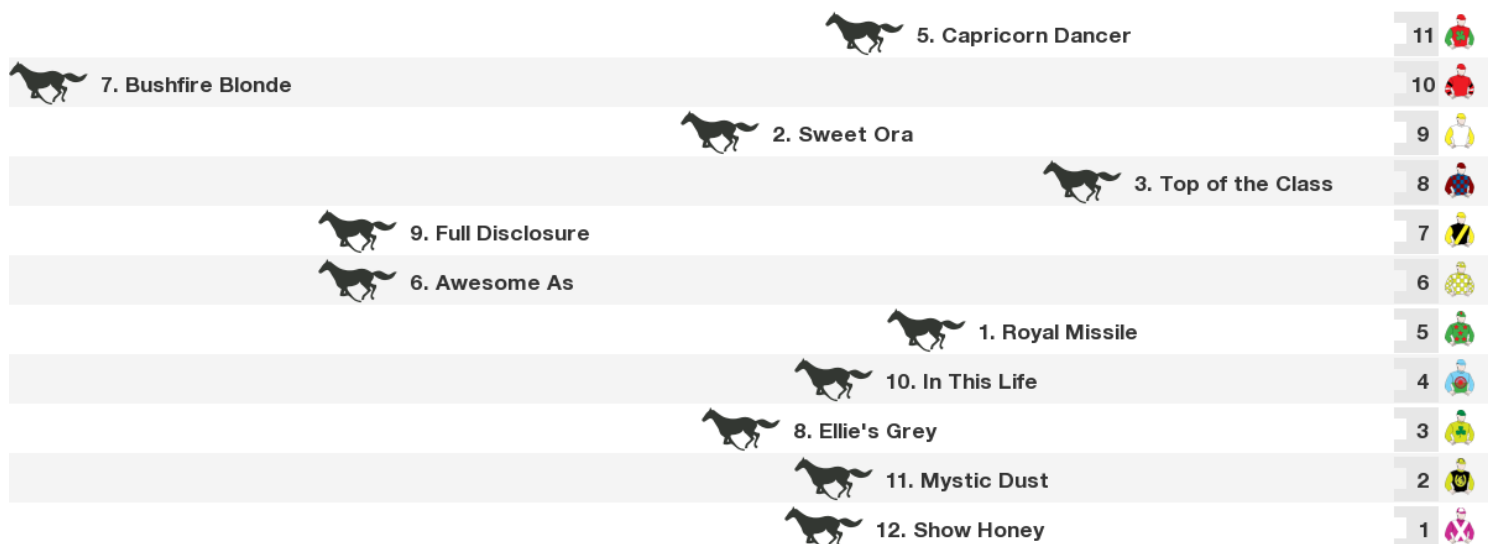 5. Capricorn Dancer 11
7. Bushfire Blonde 10
2. Sweet Ora 9
3. Top of the Class 8
9. Full Disclosure 7
6. Awesome As 6
1. Royal Missile 5
10. In This Life 4
8. Ellie's Grey 3
11. Mystic Dust 2
12. Show Honey 1